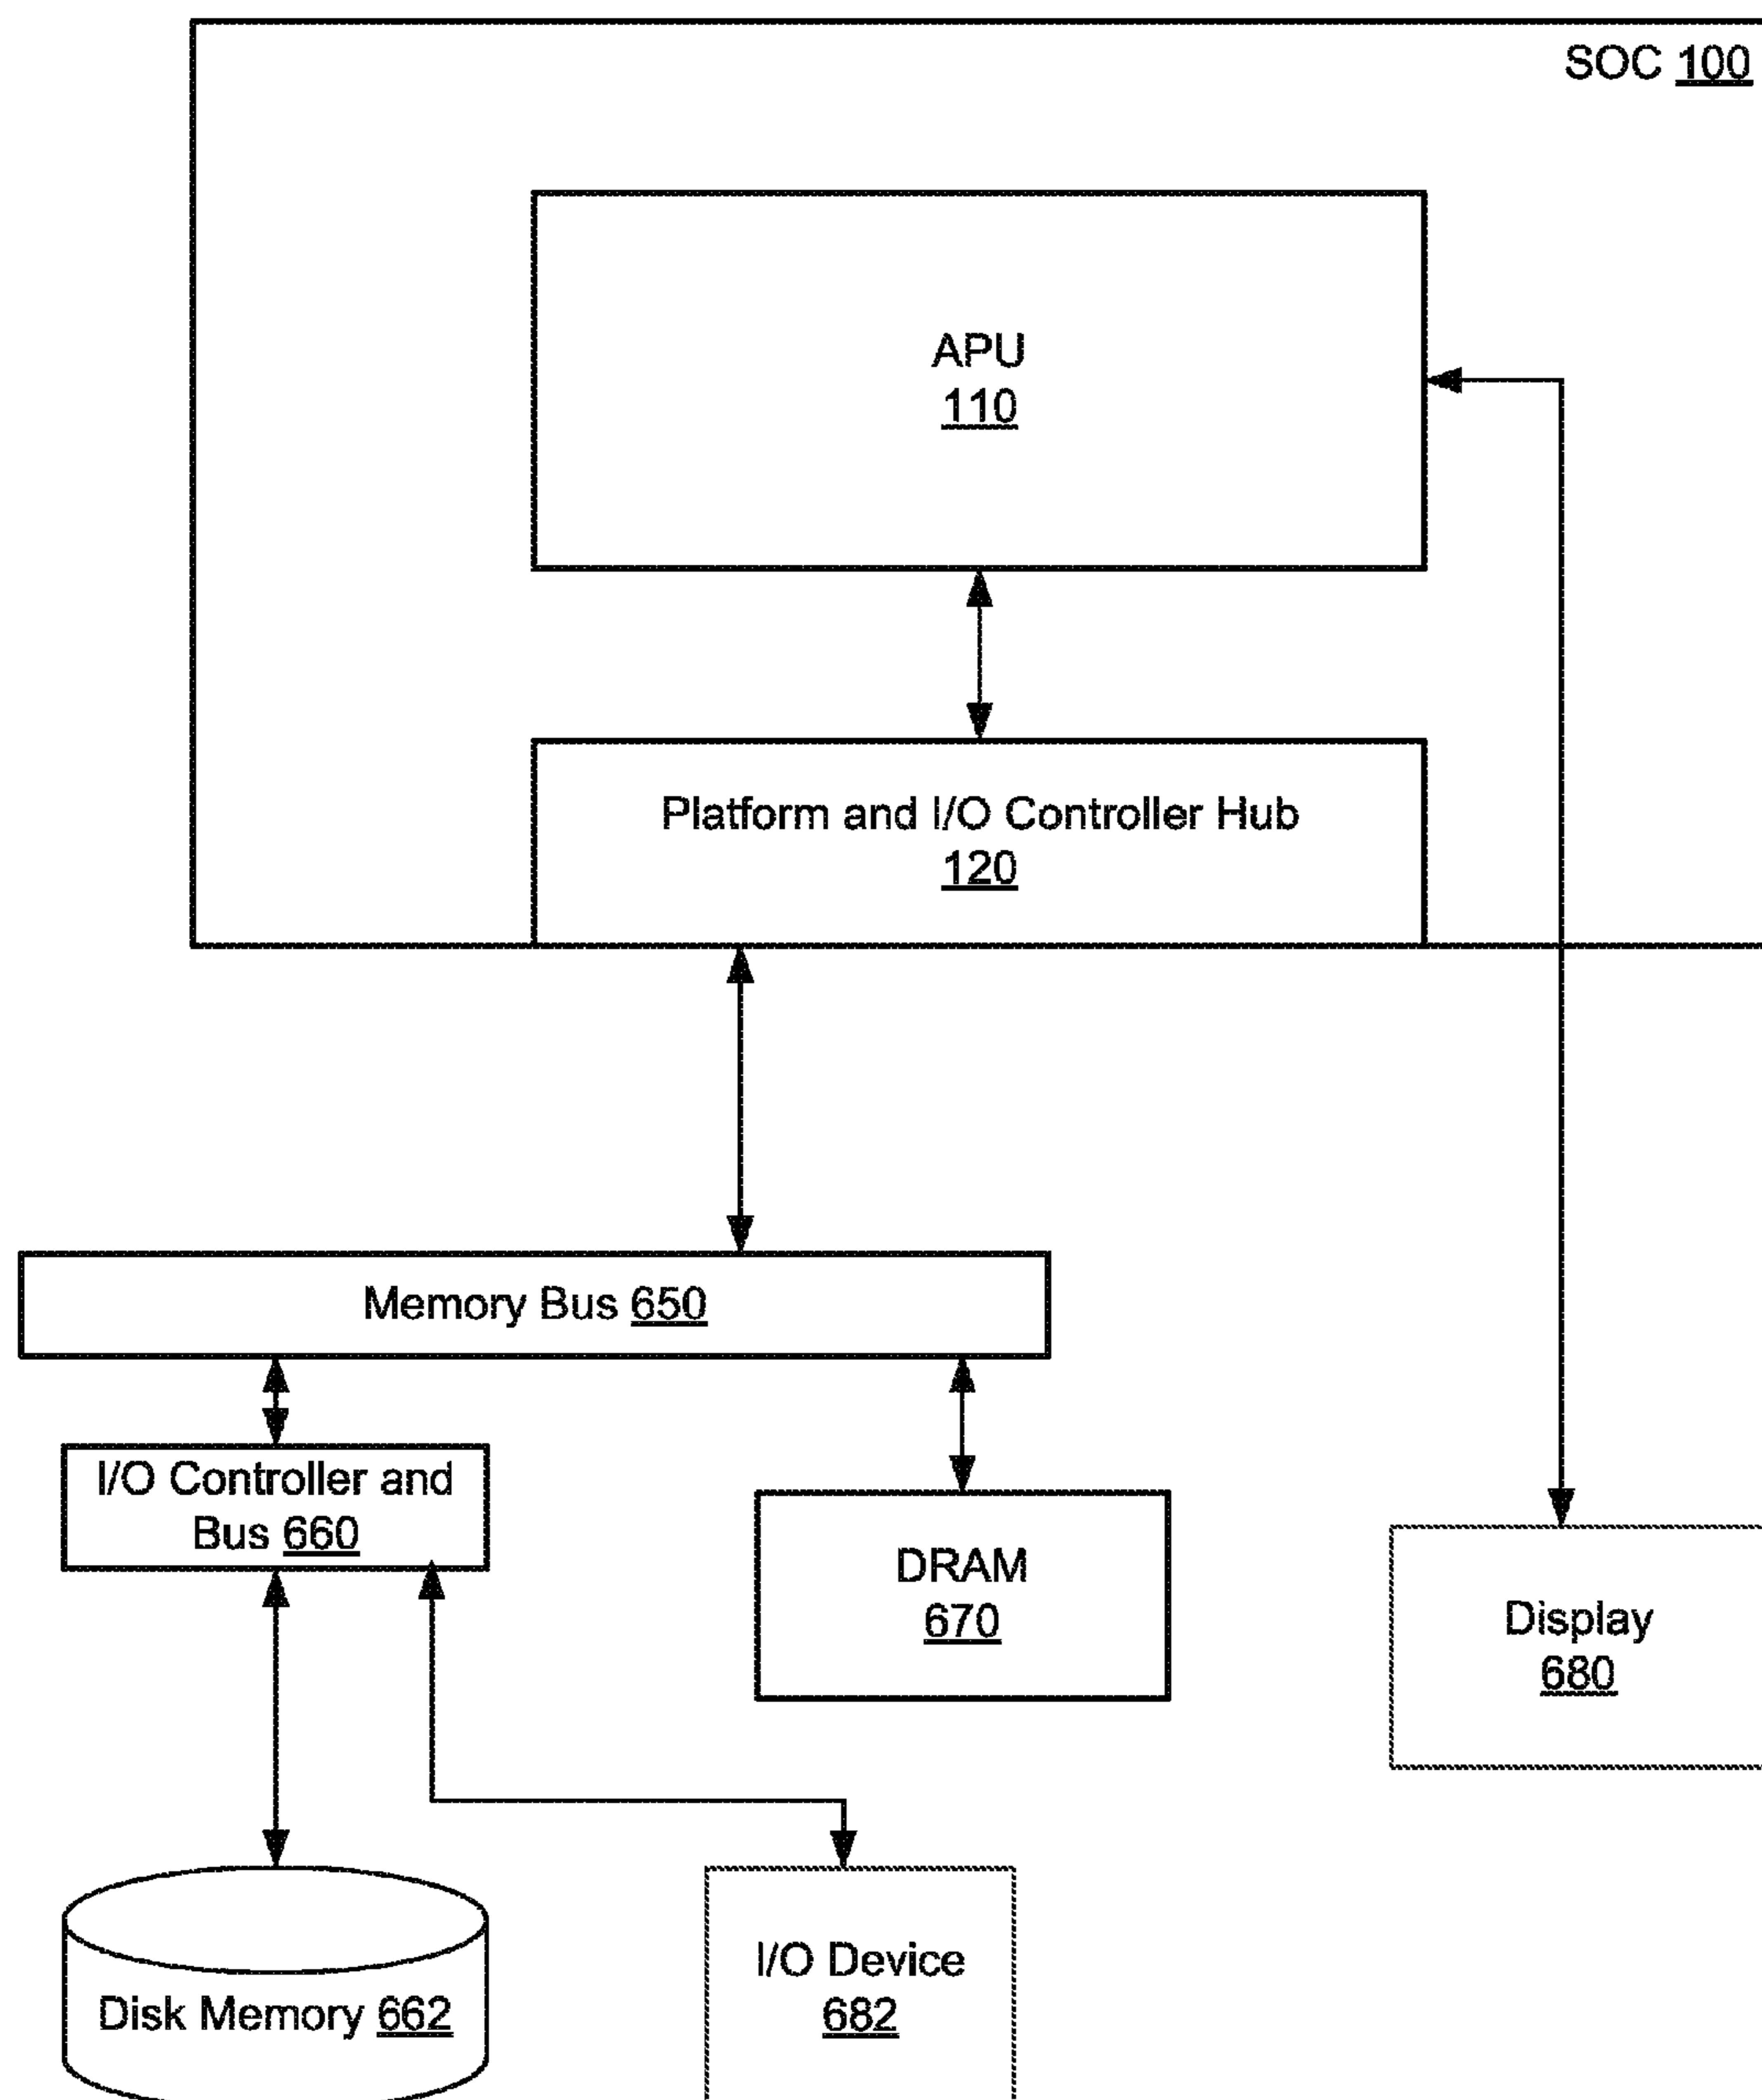 SOC 100
APU
110
Platform and I/O Controller Hub
120
Memory Bus 650
I/O Controller and
Bus 660
DRAM
670
Display
680
Disk Memory 662
I/O Device
682